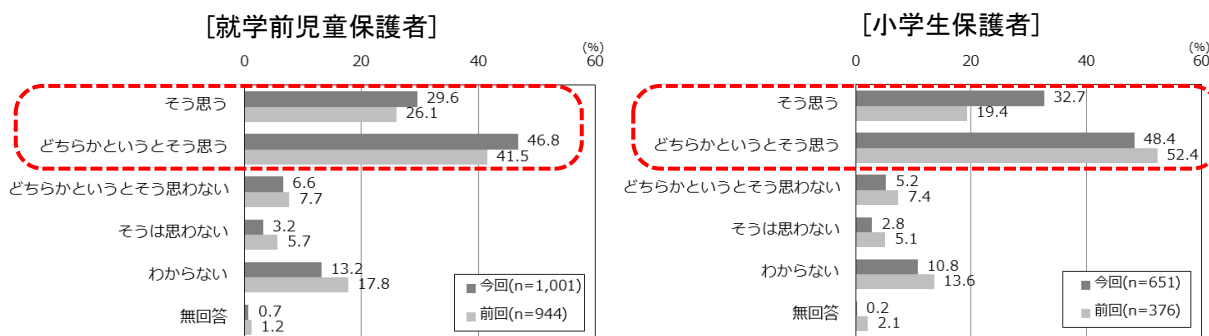 [就学前児童保護者]
(%)
0 20 40 60
そう思う 29.6
26.1
どちらかというとそう思う 46.8
41.5
どちらかというとそう思わない 6.6
7.7
そうは思わない 3.2
5.7
わからない 13.2
17.8
無回答 0.7
1.2
今回(n=1,001)
前回(n=944)
[小学生保護者]
(%)
0 20 40 60
そう思う 32.7
19.4
どちらかというとそう思う 48.4
52.4
どちらかというとそう思わない 5.2
7.4
そうは思わない 2.8
5.1
わからない 10.8
13.6
無回答 0.2
2.1
今回(n=651)
前回(n=376)